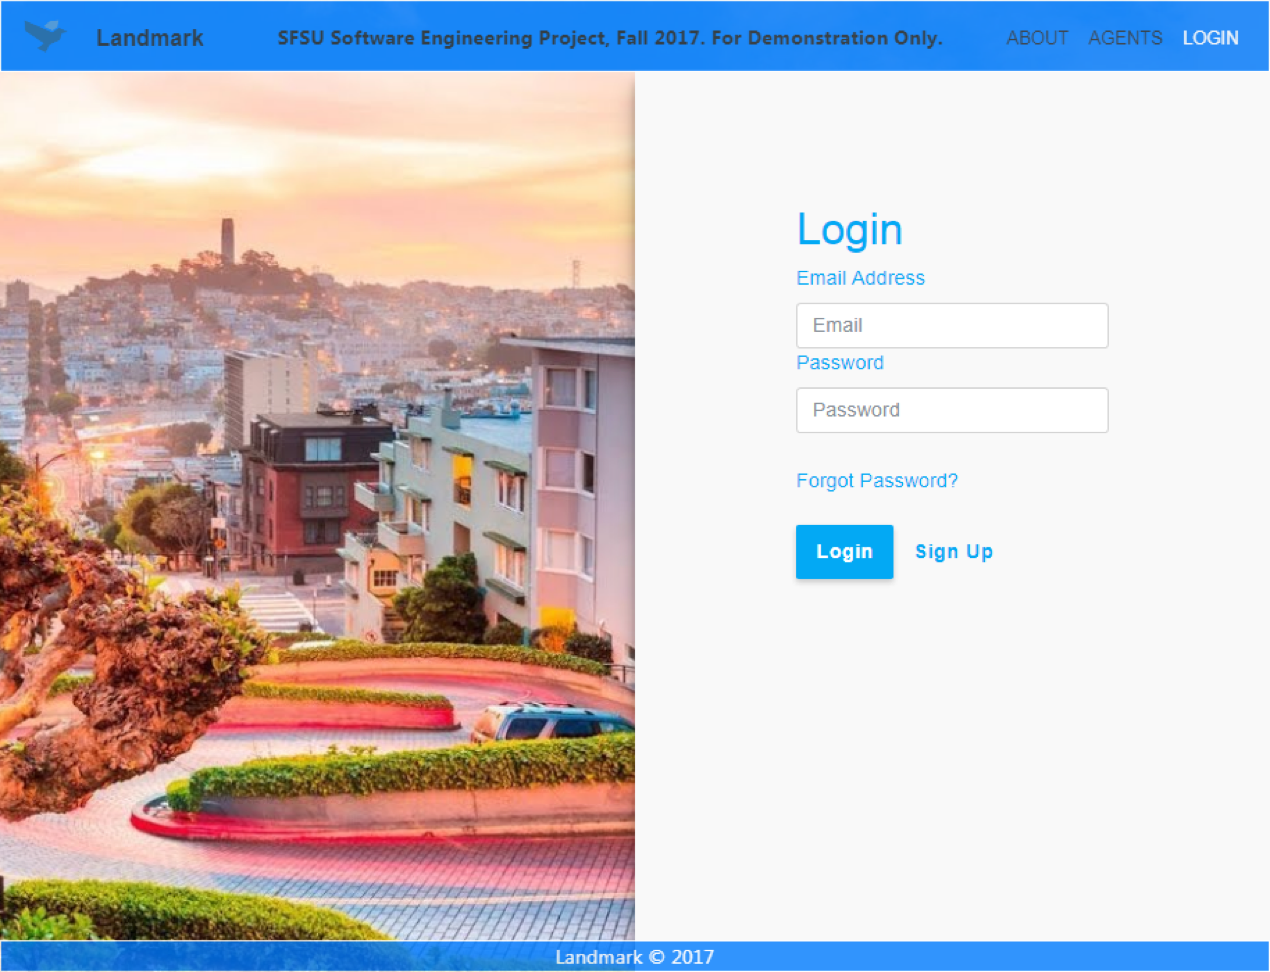 Landmark
SFSU Software Engineering Project, Fall 2017. For Demonstration Only.
ABOUT AGENTS LOGIN
Login
Email Address
Email
Password
Password
Forgot Password?
Login Sign Up
Landmark © 2017